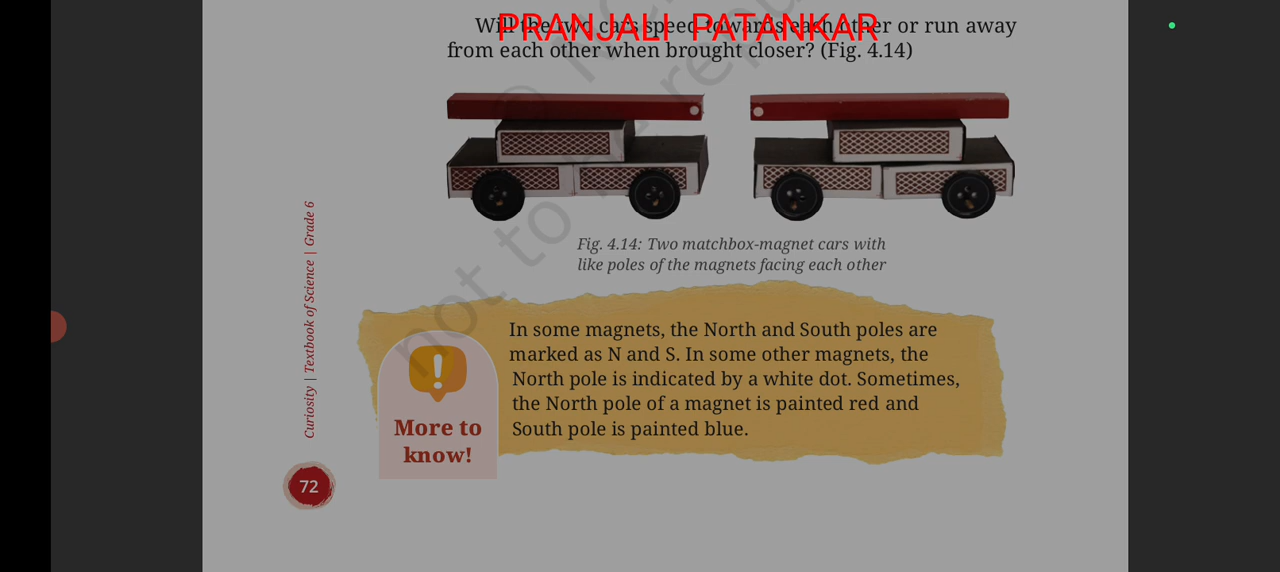 PRANJALI PATANKAR
Will the two cars speed towards each other or run away
from each other when brought closer? (Fig. 4.14)
Fig. 4.14: Two matchbox-magnet cars with
like poles of the magnets facing each other
In some magnets, the North and South poles are
marked as N and S. In some other magnets, the
North pole is indicated by a white dot. Sometimes,
the North pole of a magnet is painted red and
South pole is painted blue.
More to
know!
Curiosity | Textbook of Science | Grade 6
72
not to be repu